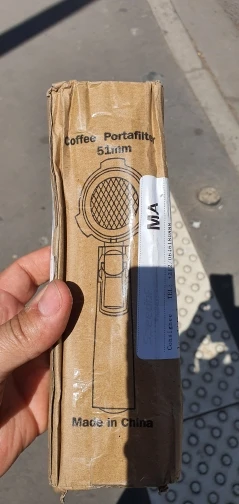 Coffee Portafilter
51mm
MA
Made in China